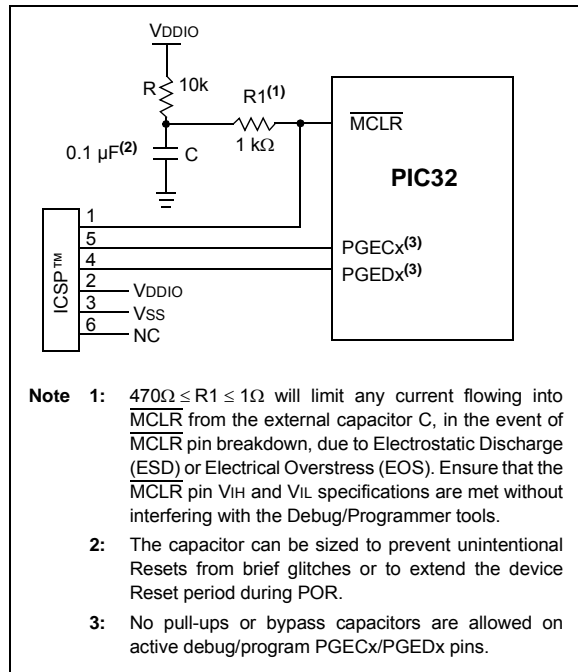 VDDIO
R 10k
R1(1)
1 kΩ
0.1 µF(2)
C
MCLR
PIC32
PGECx(3)
PGEDx(3)
ICSP™
1
5
4
2 VDDIO
3 VSS
6 NC
Note 1: 470Ω ≤ R1 ≤ 1Ω will limit any current flowing into
MCLR from the external capacitor C, in the event of
MCLR pin breakdown, due to Electrostatic Discharge
(ESD) or Electrical Overstress (EOS). Ensure that the
MCLR pin VIH and VIL specifications are met without
interfering with the Debug/Programmer tools.
2: The capacitor can be sized to prevent unintentional
Resets from brief glitches or to extend the device
Reset period during POR.
3: No pull-ups or bypass capacitors are allowed on
active debug/program PGECx/PGEDx pins.